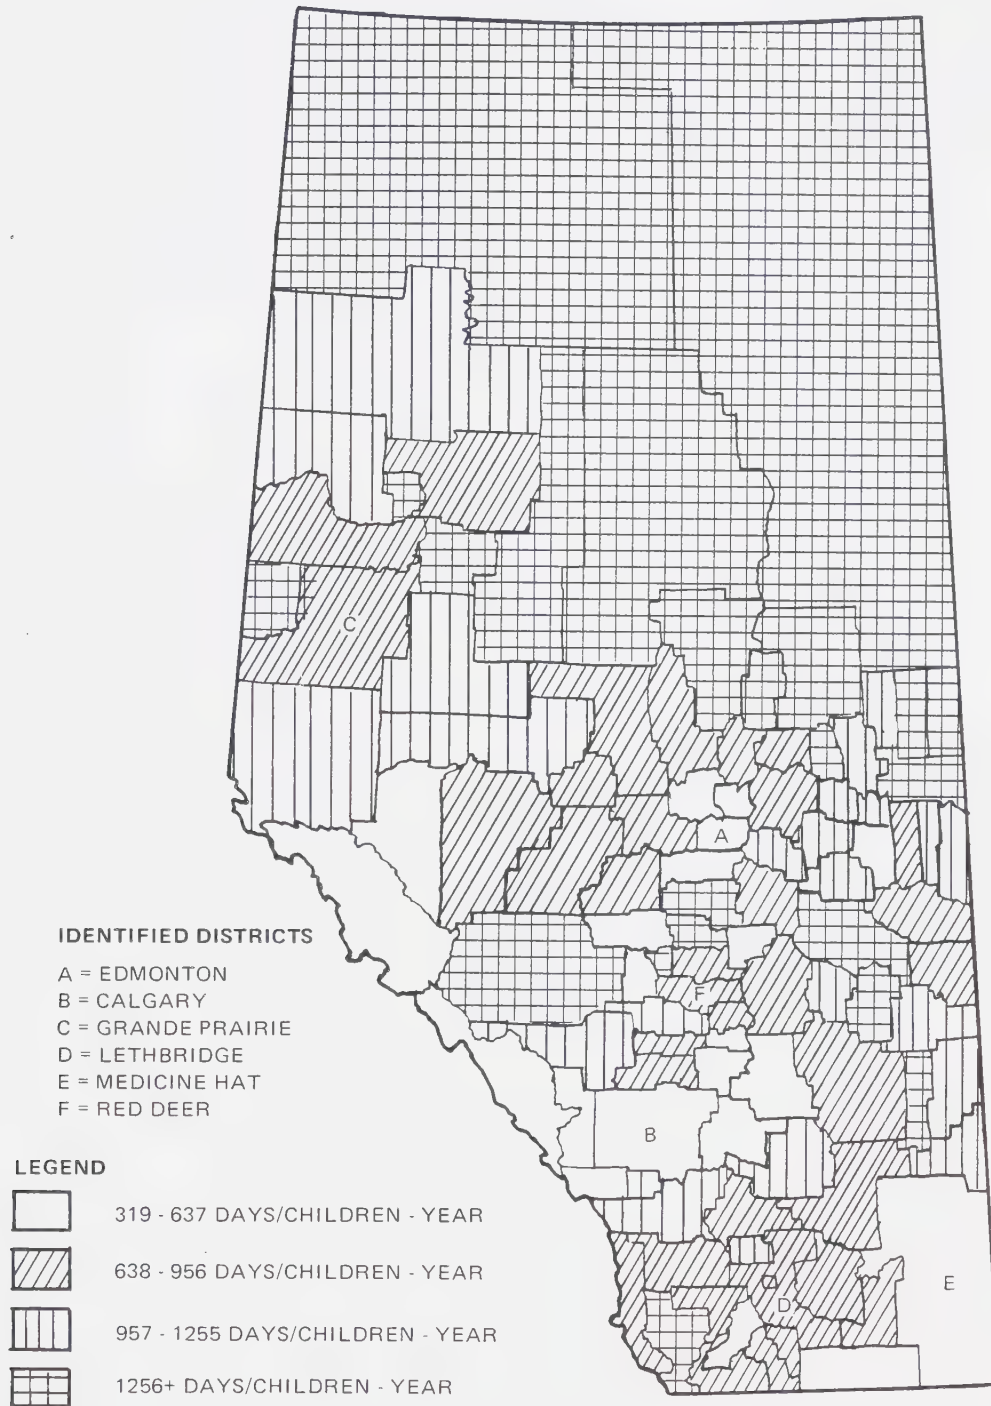 C
A
F
B
E
D
IDENTIFIED DISTRICTS
A = EDMONTON
B = CALGARY
C = GRANDE PRAIRIE
D = LETHBRIDGE
E = MEDICINE HAT
F = RED DEER
LEGEND
319 - 637 DAYS/CHILDREN - YEAR
638 - 956 DAYS/CHILDREN - YEAR
957 - 1255 DAYS/CHILDREN - YEAR
1256+ DAYS/CHILDREN - YEAR